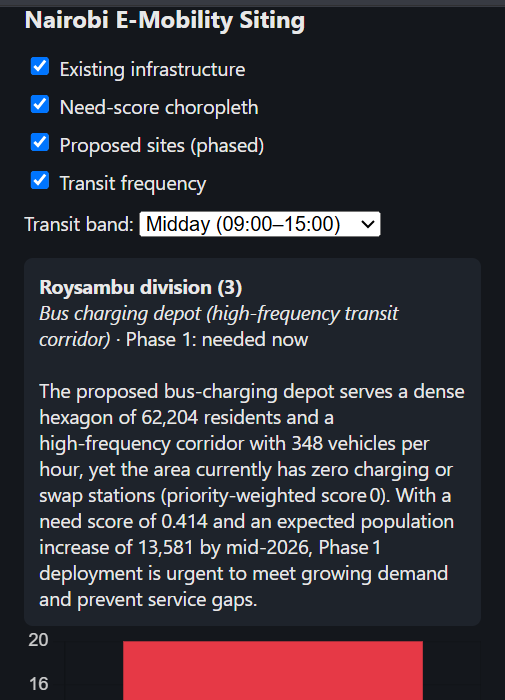 Nairobi E-Mobility Siting
Existing infrastructure
Need-score choropleth
Proposed sites (phased)
Transit frequency
Transit band: Midday (09:00–15:00)
Roysambu division (3)
Bus charging depot (high-frequency transit
corridor) · Phase 1: needed now
The proposed bus-charging depot serves a dense
hexagon of 62,204 residents and a
high‑frequency corridor with 348 vehicles per
hour, yet the area currently has zero charging or
swap stations (priority-weighted score 0). With a
need score of 0.414 and an expected population
increase of 13,581 by mid-2026, Phase 1
deployment is urgent to meet growing demand
and prevent service gaps.
20
16